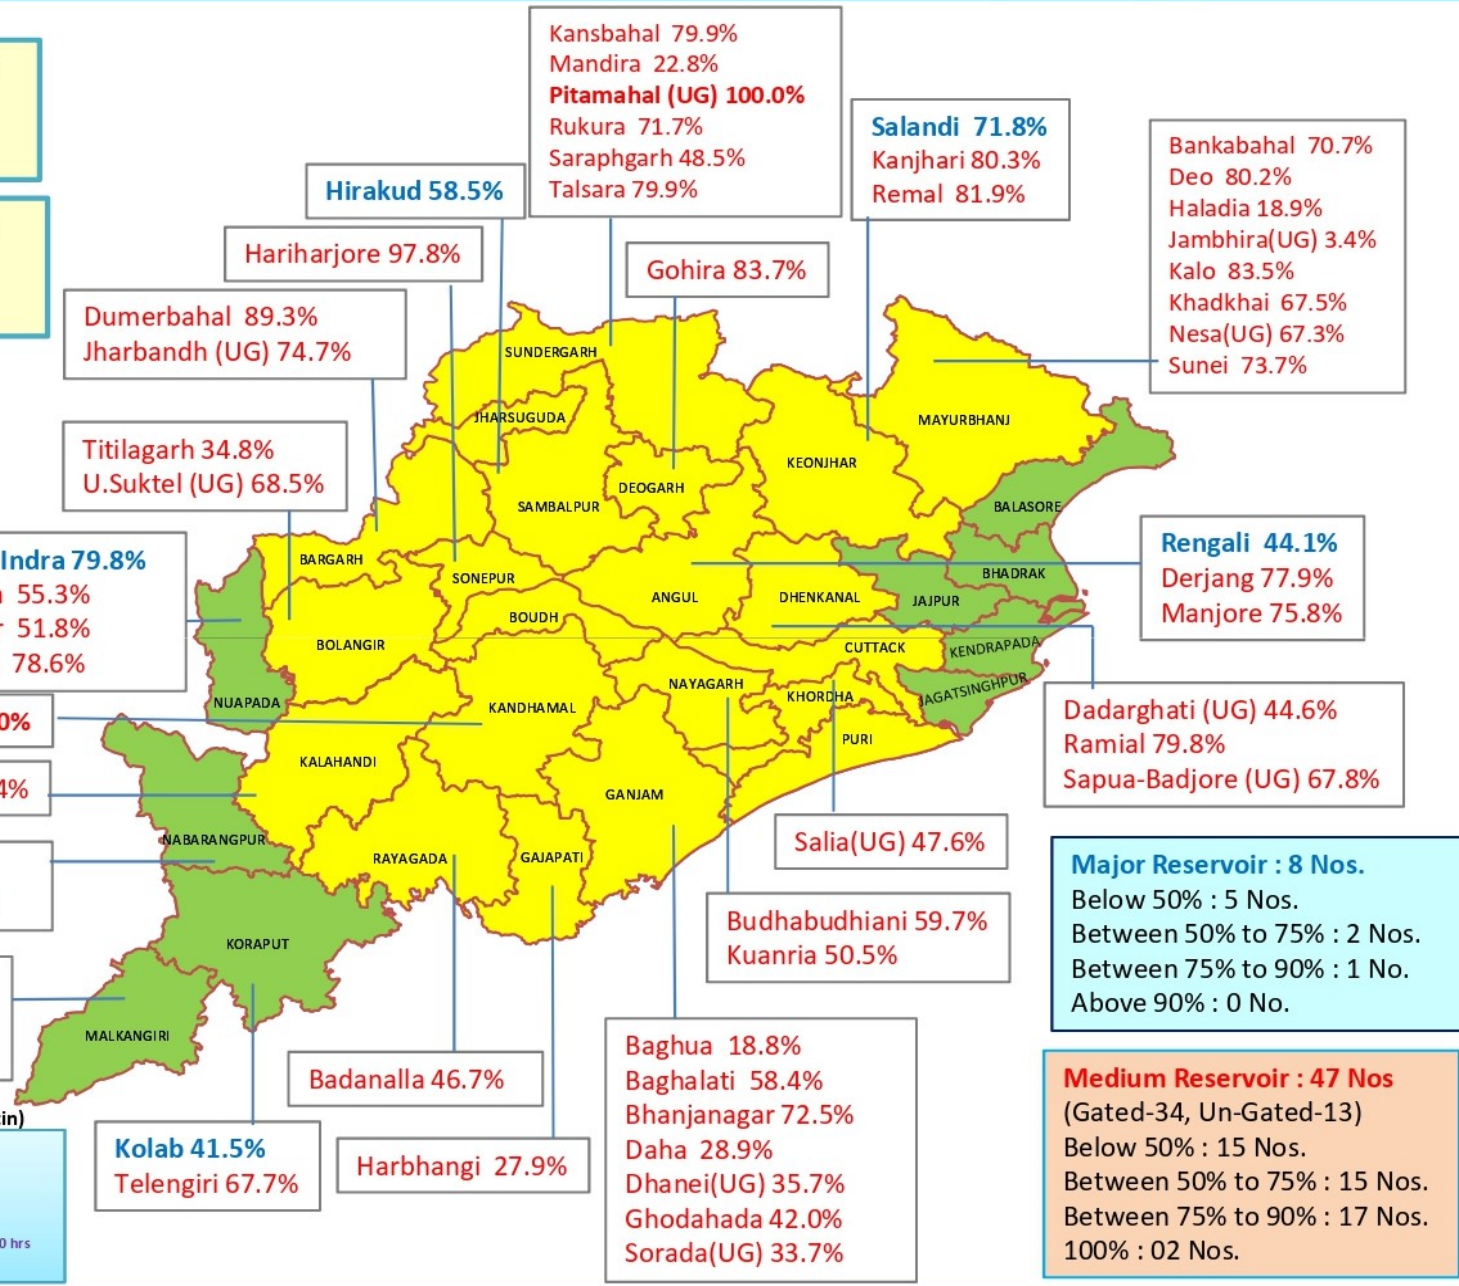 Kansbahal 79.9%
Mandira 22.8%
Pitamahal (UG) 100.0%
Rukura 71.7%
Saraphgarh 48.5%
Talsara 79.9%
Salandi 71.8%
Kanjhari 80.3%
Remal 81.9%
Bankabahal 70.7%
Deo 80.2%
Haladia 18.9%
Jambhira(UG) 3.4%
Kalo 83.5%
Khadkhai 67.5%
Nesa(UG) 67.3%
Sunei 73.7%
Hirakud 58.5%
Hariharjore 97.8%
Gohira 83.7%
Dumerbahal 89.3%
Jharbandh (UG) 74.7%
Titilagarh 34.8%
U.Suktel (UG) 68.5%
Indra 79.8%
55.3%
51.8%
78.6%
0%
4%
SUNDERGARH
JHARSUGUDA
MAYURBHANJ
KEONJHAR
DEOGARH
SAMBALPUR
BALASORE
BARGARH
SONEPUR
BHADRAK
ANGUL
DHENKANAL
JAJPUR
BOUDH
BOLANGIR
CUTTACK
KENDRAPADA
NAYAGARH
KHORDHA
JAGATSINGHPUR
NUAPADA
KANDHAMAL
PURI
KALAHANDI
GANJAM
NABARANGPUR
RAYAGADA
GAJAPATI
KORAPUT
MALKANGIRI
Rengali 44.1%
Derjang 77.9%
Manjore 75.8%
Dadarghati (UG) 44.6%
Ramial 79.8%
Sapua-Badjore (UG) 67.8%
Salia(UG) 47.6%
Budhabudhiani 59.7%
Kuanria 50.5%
Baghua 18.8%
Baghalati 58.4%
Bhanjanagar 72.5%
Daha 28.9%
Dhanei(UG) 35.7%
Ghodahada 42.0%
Sorada(UG) 33.7%
Badanalla 46.7%
Harbhangi 27.9%
Kolab 41.5%
Telengiri 67.7%
0 hrs
Major Reservoir : 8 Nos.
Below 50% : 5 Nos.
Between 50% to 75% : 2 Nos.
Between 75% to 90% : 1 No.
Above 90% : 0 No.
Medium Reservoir : 47 Nos
(Gated-34, Un-Gated-13)
Below 50% : 15 Nos.
Between 50% to 75% : 15 Nos.
Between 75% to 90% : 17 Nos.
100% : 02 Nos.